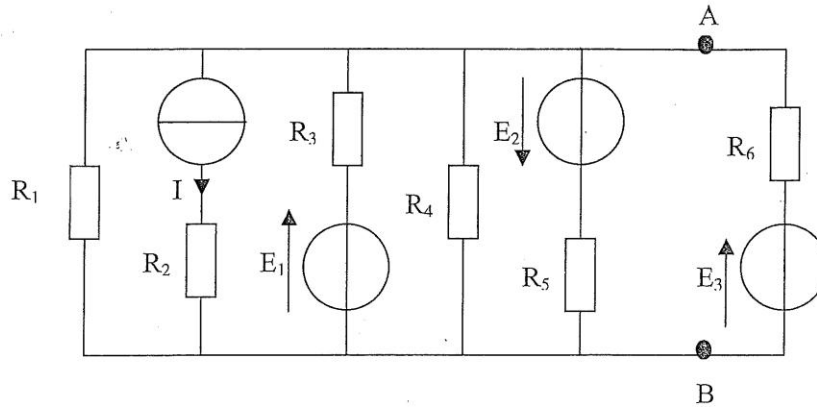 A
R₃
E₂
R₆
R₁
I
R₄
R₂
E₁
R₅
E₃
B